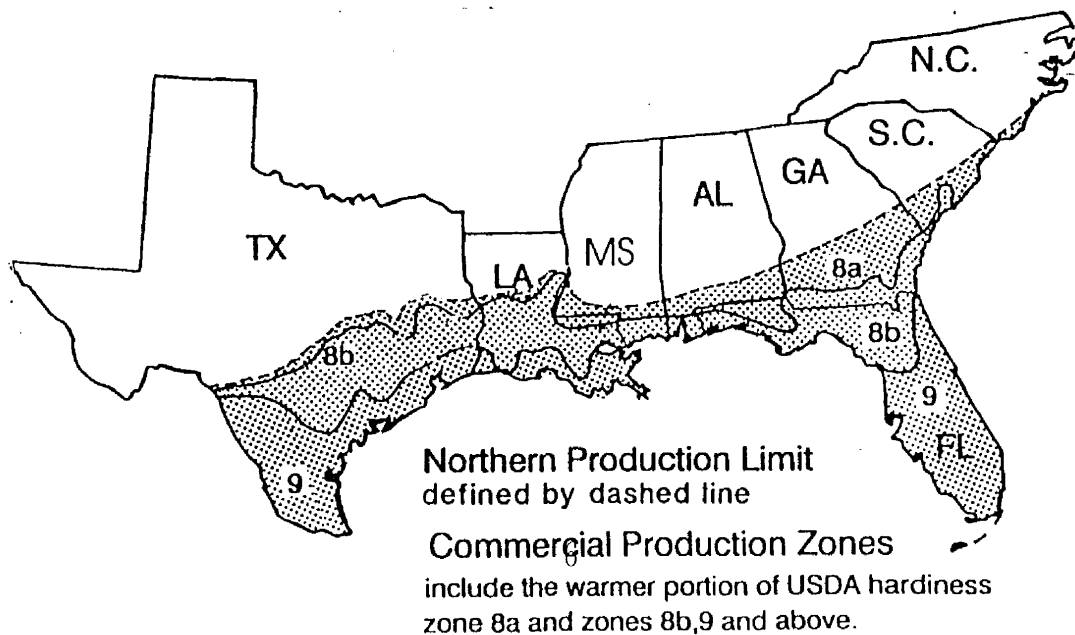 N.C.
S.C.
GA
AL
TX
MS
LA
8a
8b
8b
9
FL
9
Northern Production Limit
defined by dashed line
Commercial Production Zones
include the warmer portion of USDA hardiness
zone 8a and zones 8b,9 and above.